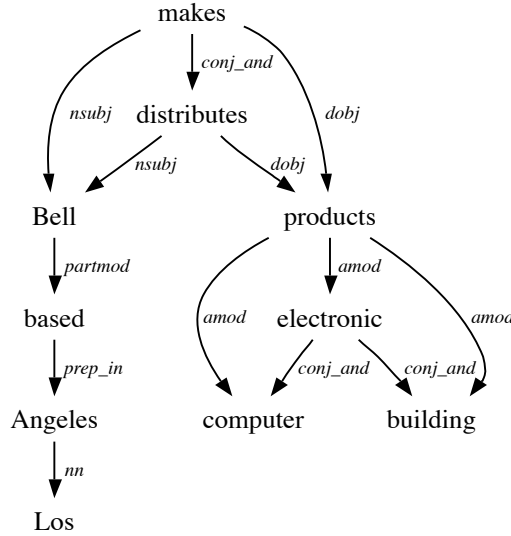 makes
conj_and
nsubj distributes dobj
nsubj dobj
Bell products
partmod amod
based amod electronic amod
prep_in conj_and conj_and
Angeles computer building
nn
Los